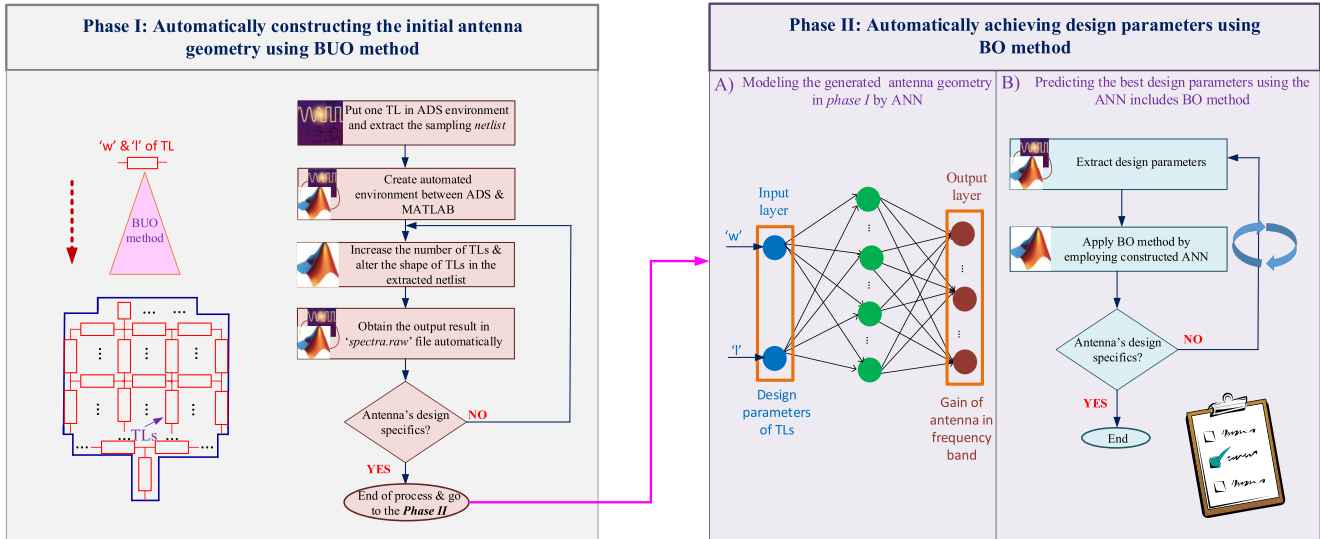 Phase I: Automatically constructing the initial antenna
geometry using BUO method
'w' & 'l' of TL
BUO
method
TLs
Put one TL in ADS environment
and extract the sampling netlist
Create automated
environment between ADS &
MATLAB
Increase the number of TLs &
alter the shape of TLs in the
extracted netlist
Obtain the output result in
'spectra.raw' file automatically
Antenna's design
specifics?
NO
YES
End of process & go
to the Phase II
Phase II: Automatically achieving design parameters using
BO method
A) Modeling the generated antenna geometry
in phase I by ANN
Input
layer
Output
layer
'w'
'l'
Design
parameters
of TLs
Gain of
antenna in
frequency
band
B) Predicting the best design parameters using the
ANN includes BO method
Extract design parameters
Apply BO method by
employing constructed ANN
Antenna's design
specifics?
NO
YES
End